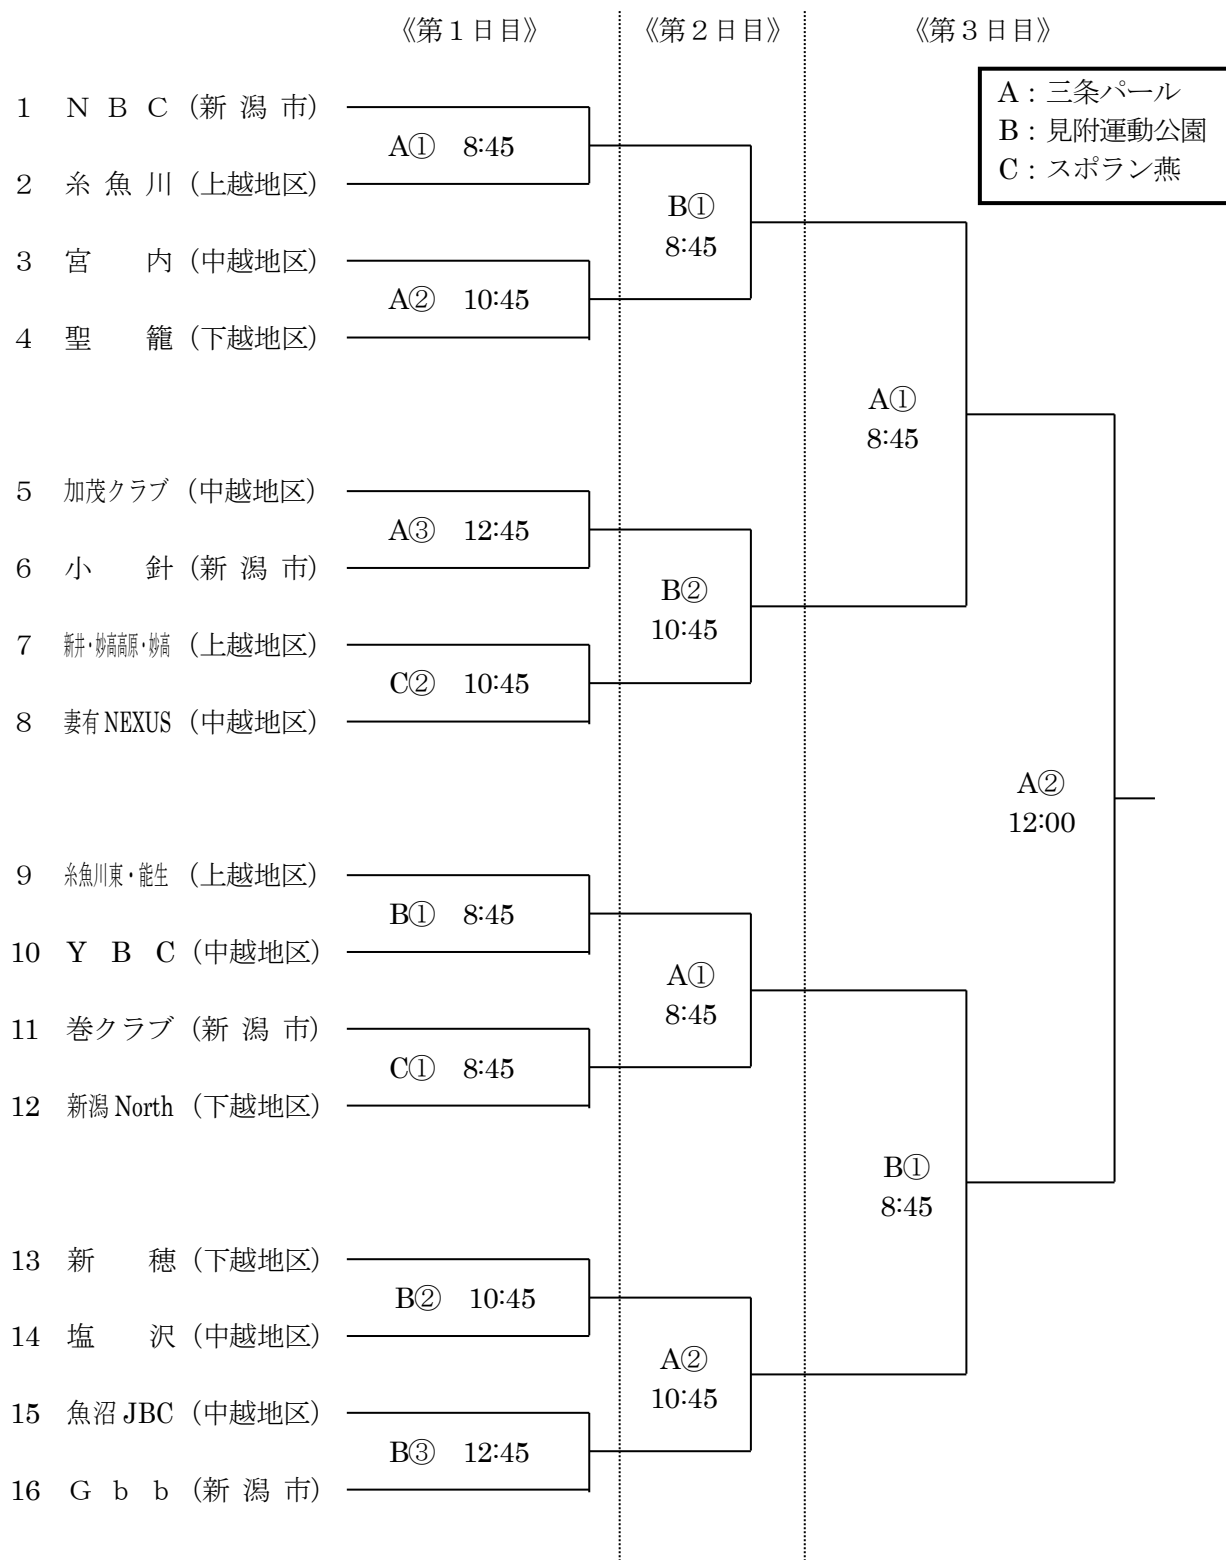 《第１日目》 《第２日目》 《第３日目》
A：三条パール
B：見附運動公園
C：スポラン燕
1 N B C （新 潟 市）
A① 8:45
2 糸 魚 川 （上越地区）
B①
8:45
3 宮 内 （中越地区）
A② 10:45
4 聖 籠 （下越地区）
A①
8:45
5 加茂クラブ （中越地区）
A③ 12:45
6 小 針 （新 潟 市）
B②
10:45
7 新井・妙高高原・妙高 （上越地区）
C② 10:45
8 妻有 NEXUS （中越地区）
A②
12:00
9 糸魚川東・能生 （上越地区）
B① 8:45
10 Y B C （中越地区）
A①
8:45
11 巻クラブ （新 潟 市）
C① 8:45
12 新潟 North （下越地区）
B①
8:45
13 新 穂 （下越地区）
B② 10:45
14 塩 沢 （中越地区）
A②
10:45
15 魚沼 JBC （中越地区）
B③ 12:45
16 G b b （新 潟 市）